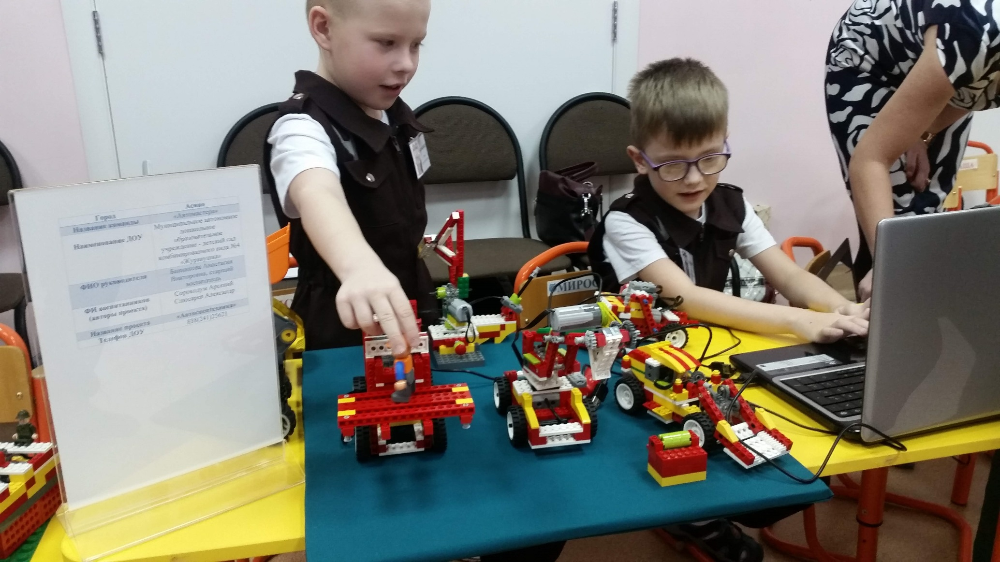 Город
Асино
Название команды
«Автомастера»
Наименование ДОУ
Муниципальное автономное
дошкольное
образовательное
учреждение - детский сад
комбинированного вида №4
«Журавушка»
ФИО руководителя
Банникова Анастасия
Викторовна, старший
воспитатель
ФИ воспитанников
(авторы проекта)
Сороколум Арсений
Слюсарев Александр
Название проекта
«Автоспецтехника»
Телефон ДОУ
838(241)25621
МИРОС